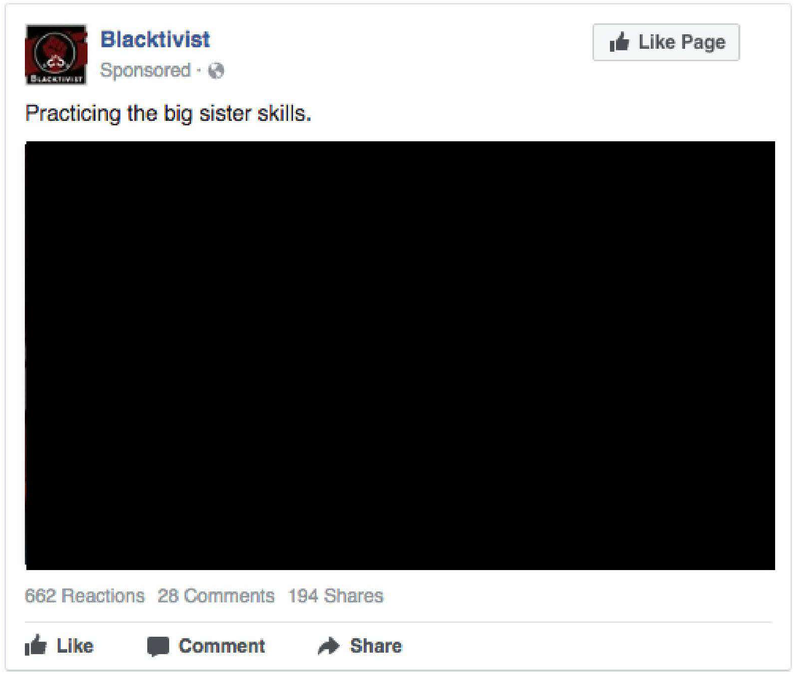 Blacktivist
Like Page
Sponsored ·
BLACKTIVIST
Practicing the big sister skills.
662 Reactions 28 Comments 194 Shares
Like Comment Share